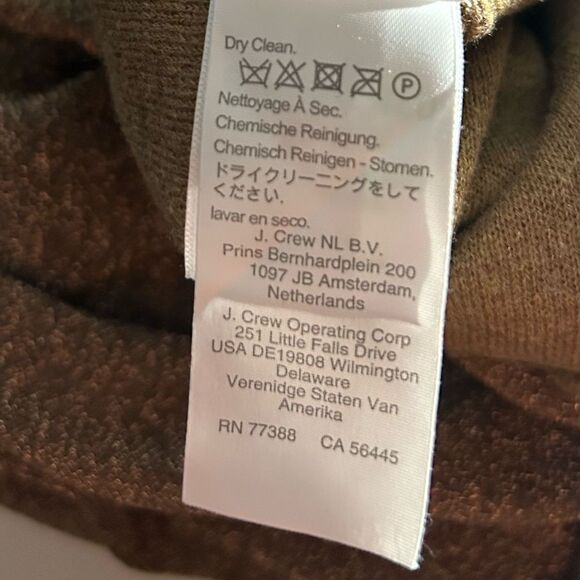 Dry Clean.
P
Nettoyage À Sec.
Chemische Reinigung.
Chemisch Reinigen - Stomen.
ドライクリーニングをして
ください.
lavar en seco.
J. Crew NL B.V.
Prins Bernhardplein 200
1097 JB Amsterdam,
Netherlands
J. Crew Operating Corp
251 Little Falls Drive
USA DE19808 Wilmington
Delaware
Verenidge Staten Van
Amerika
RN 77388 CA 56445